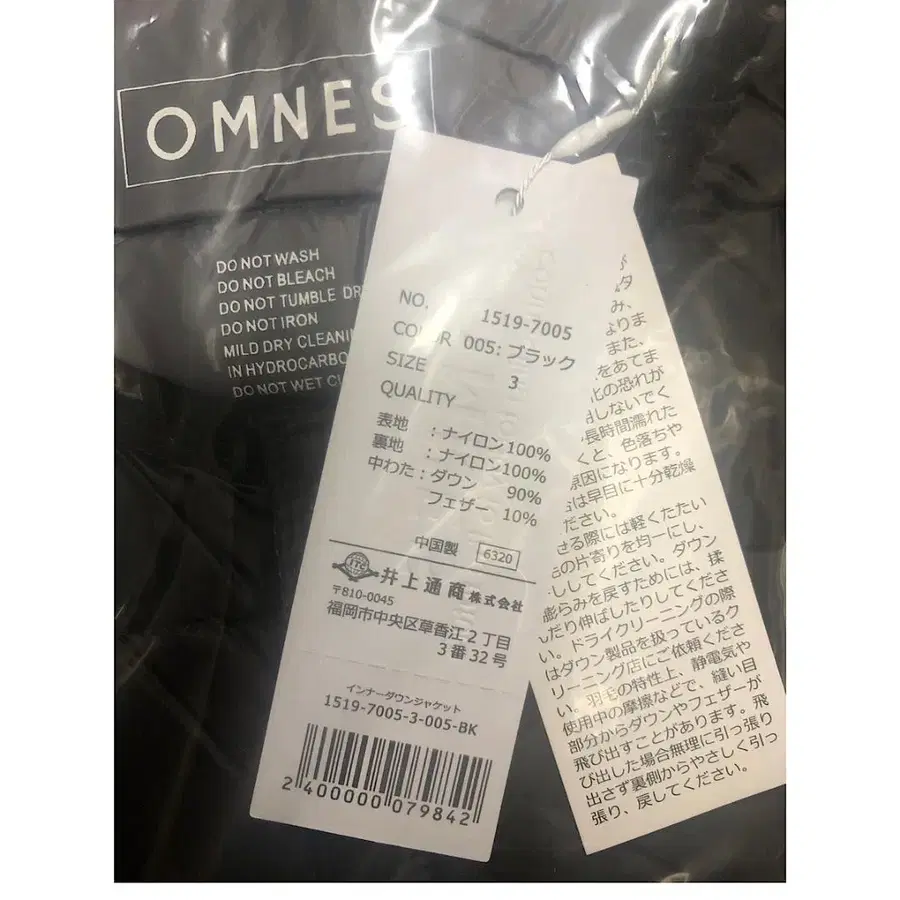 OMNES
DO NOT WASH
DO NOT BLEACH
DO NOT TUMBLE DR
DO NOT IRON
MILD DRY CLEANI
IN HYDROCARBO
DO NOT WET C
NO. 1519-7005
COLOR 005: ブラック
SIZE 3
QUALITY
表地 : ナイロン100%
裏地 : ナイロン100%
中わた : ダウン 90%
フェザー 10%
中国製 6320
ITC 井上通商株式会社
〒810-0045
福岡市中央区草香江2丁目
3番32号
インナーダウンジャケット
1519-7005-3-005-BK
2400000079842
み、
よりま
また、
をあてま
化の恐れが
用しないでく
長時間濡れた
くと、色落ちや
原因になります。
は早目に十分乾燥
ださい。
せる際には軽くたたい
の片寄りを均一にし、
してください。ダウン
膨らみを戻すためには、揉
んだり伸ばしたりしてくださ
い。ドライクリーニングの際
はダウン製品を扱っているク
リーニング店にご依頼くださ
い。羽毛の特性上、静電気や
使用中の摩擦などで、縫い目
部分からダウンやフェザーが
飛び出すことがあります。飛
び出した場合無理に引っ張り
出さず裏側からやさしく引っ
張り、戻してください。